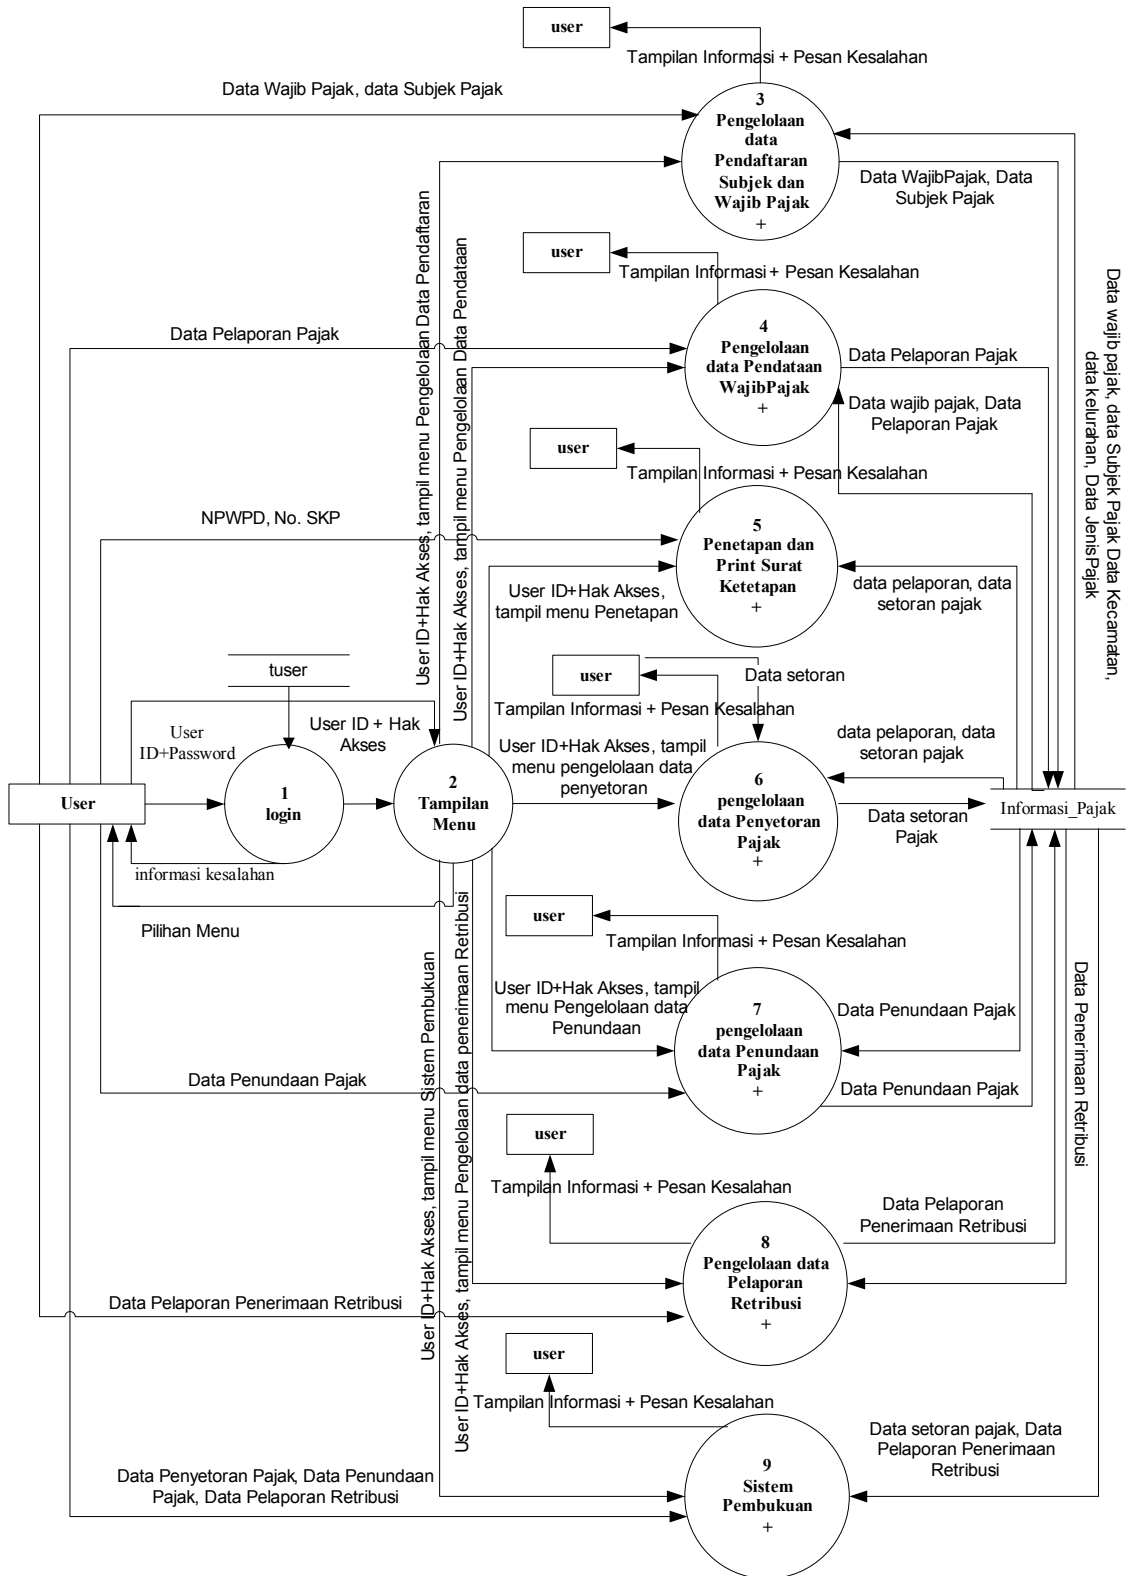 user
Tampilan Informasi + Pesan Kesalahan
Data Wajib Pajak, data Subjek Pajak
3
Pengelolaan
data
Pendaftaran
Subjek dan
Wajib Pajak
+
Data WajibPajak, Data
Subjek Pajak
User ID+Hak Akses, tampil menu Pengelolaan Data Pendaftaran
User ID+Hak Akses, tampil menu Pengelolaan Data Pendataan
user
Tampilan Informasi + Pesan Kesalahan
Data wajib pajak, data Subjek Pajak Data Kecamatan,
data kelurahan, Data JenisPajak
Data Pelaporan Pajak
4
Pengelolaan
data Pendataan
WajibPajak
+
Data Pelaporan Pajak
Data wajib pajak, Data
Pelaporan Pajak
user
Tampilan Informasi + Pesan Kesalahan
NPWPD, No. SKP
5
Penetapan dan
Print Surat
Ketetapan
+
User ID+Hak Akses,
tampil menu Penetapan
data pelaporan, data
setoran pajak
tuser
user
Data setoran
Tampilan Informasi + Pesan Kesalahan
User
ID+Password
User ID + Hak
Akses
User ID+Hak Akses, tampil
menu pengelolaan data
penyetoran
data pelaporan, data
setoran pajak
User
1
login
2
Tampilan
Menu
6
pengelolaan
data Penyetoran
Pajak
+
Data setoran
Pajak
Informasi_Pajak
informasi kesalahan
Pilihan Menu
User ID+Hak Akses, tampil menu Sistem Pembukuan
User ID+Hak Akses, tampil menu Pengelolaan data penerimaan Retribusi
user
Tampilan Informasi + Pesan Kesalahan
User ID+Hak Akses, tampil
menu Pengelolaan data
Penundaan
7
pengelolaan
data Penundaan
Pajak
+
Data Penundaan Pajak
Data Penundaan Pajak
Data Penundaan Pajak
Data Penerimaan Retribusi
user
Tampilan Informasi + Pesan Kesalahan
8
Pengelolaan data
Pelaporan
Retribusi
+
Data Pelaporan
Penerimaan Retribusi
Data Pelaporan Penerimaan Retribusi
user
Tampilan Informasi + Pesan Kesalahan
Data Penyetoran Pajak, Data Penundaan
Pajak, Data Pelaporan Retribusi
9
Sistem
Pembukuan
+
Data setoran pajak, Data
Pelaporan Penerimaan
Retribusi